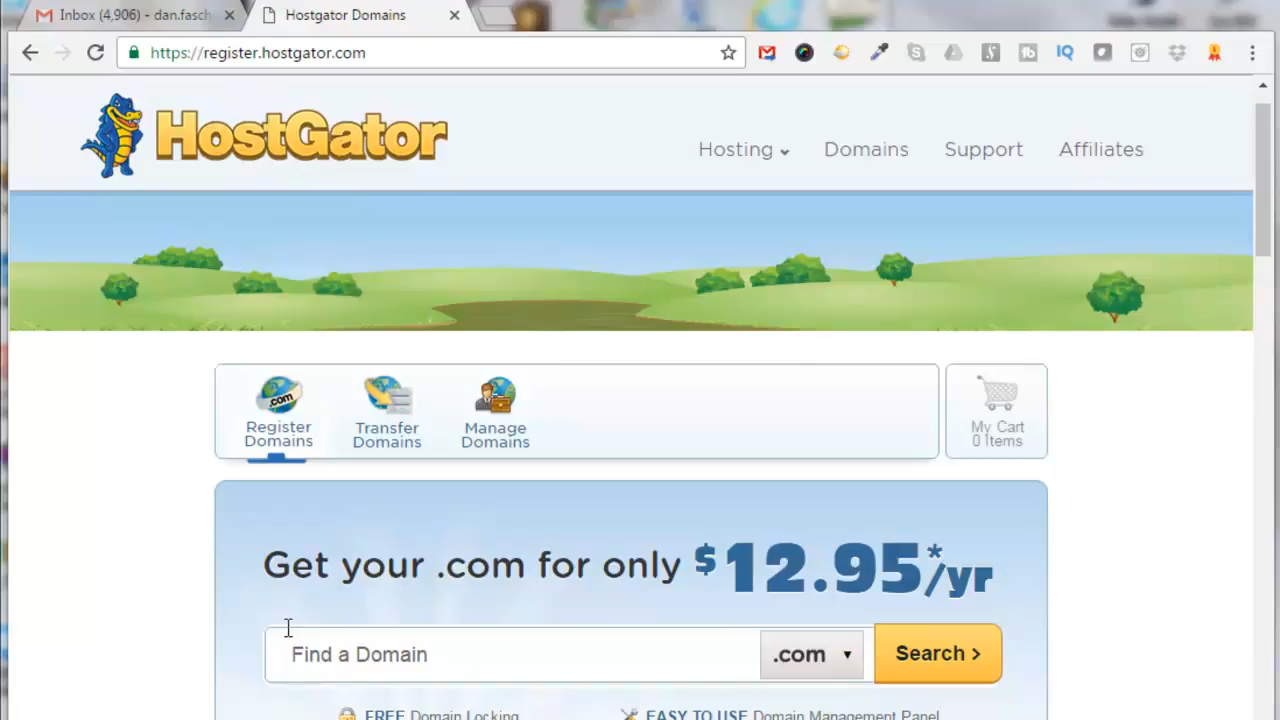 Inbox (4,906) - dan.fasch
Hostgator Domains
https://register.hostgator.com
HostGator
Hosting
Domains
Support
Affiliates
.com
Register
Domains
Transfer
Domains
Manage
Domains
My Cart
0 Items
Get your .com for only $12.95*/yr
Find a Domain
.com
Search >
FREE Domain Locking
EASY TO USE Domain Management Panel